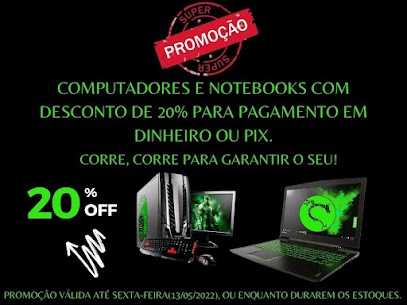 SUPER
PROMOÇÃO
SUPER
COMPUTADORES E NOTEBOOKS COM
DESCONTO DE 20% PARA PAGAMENTO EM
DINHEIRO OU PIX.
CORRE, CORRE PARA GARANTIR O SEU!
20% OFF
PROMOÇÃO VÁLIDA ATÉ SEXTA-FEIRA(13/05/2022), OU ENQUANTO DURAREM OS ESTOQUES.